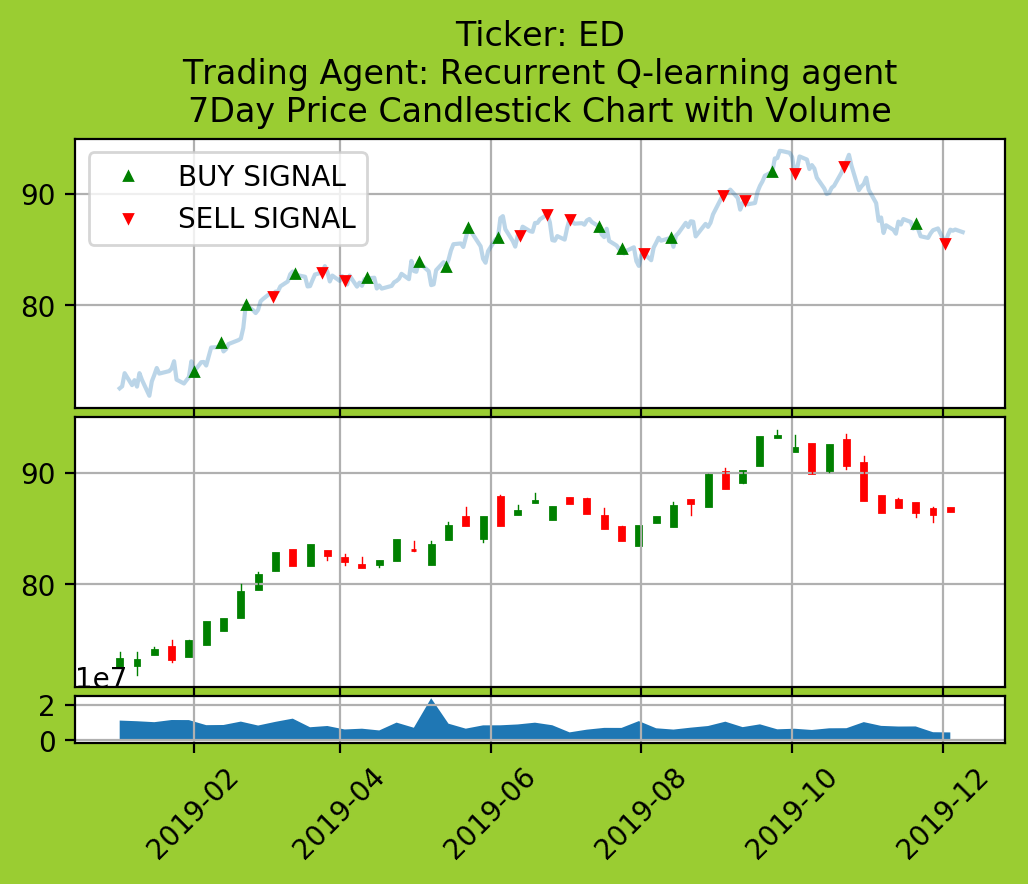 Ticker: ED
Trading Agent: Recurrent Q-learning agent
7Day Price Candlestick Chart with Volume
BUY SIGNAL
SELL SIGNAL
90
80
90
80
1e7
2
0
2019-02
2019-04
2019-06
2019-08
2019-10
2019-12